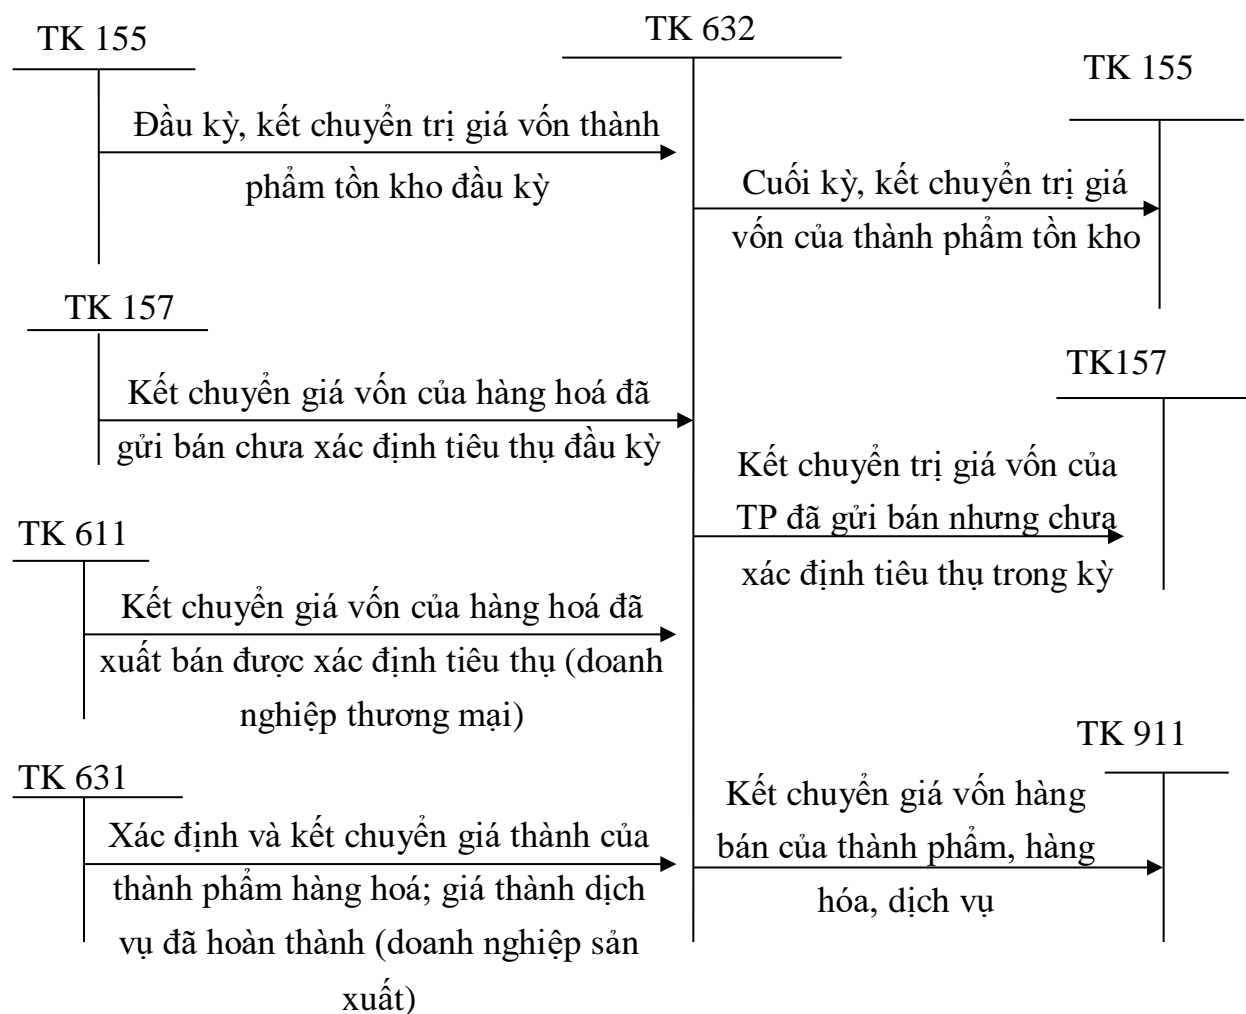 TK 155
TK 632
TK 155
Đầu kỳ, kết chuyển trị giá vốn thành
phẩm tồn kho đầu kỳ
Cuối kỳ, kết chuyển trị giá
vốn của thành phẩm tồn kho
TK 157
TK157
Kết chuyển giá vốn của hàng hoá đã
gửi bán chưa xác định tiêu thụ đầu kỳ
Kết chuyển trị giá vốn của
TP đã gửi bán nhưng chưa
xác định tiêu thụ trong kỳ
TK 611
Kết chuyển giá vốn của hàng hoá đã
xuất bán được xác định tiêu thụ (doanh
nghiệp thương mại)
TK 911
TK 631
Kết chuyển giá vốn hàng
bán của thành phẩm, hàng
hóa, dịch vụ
Xác định và kết chuyển giá thành của
thành phẩm hàng hoá; giá thành dịch
vụ đã hoàn thành (doanh nghiệp sản
xuất)